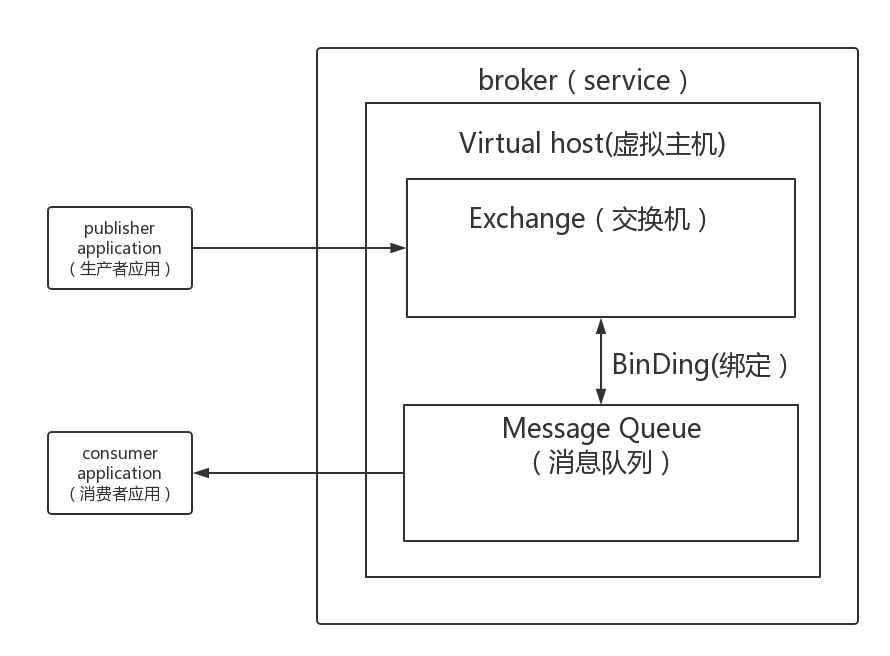 broker（service）
Virtual host(虚拟主机)
Exchange（交换机）
publisher
application
（生产者应用）
BinDing(绑定）
Message Queue
（消息队列）
consumer
application
（消费者应用）